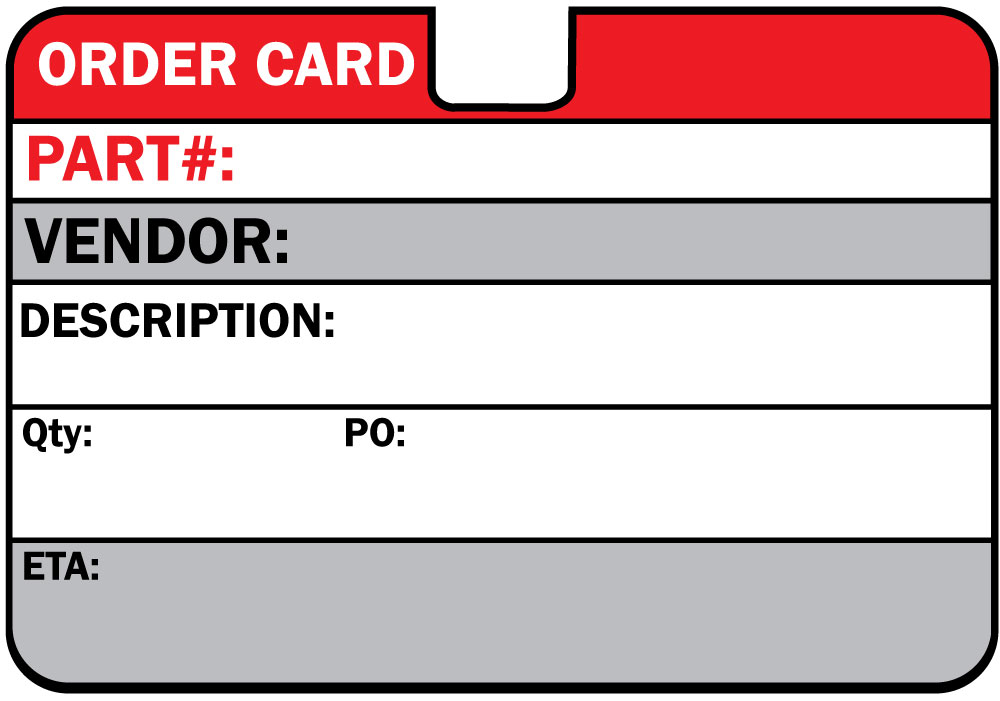 ORDER CARD
PART#:
VENDOR:
DESCRIPTION:
Qty: PO:
ETA: